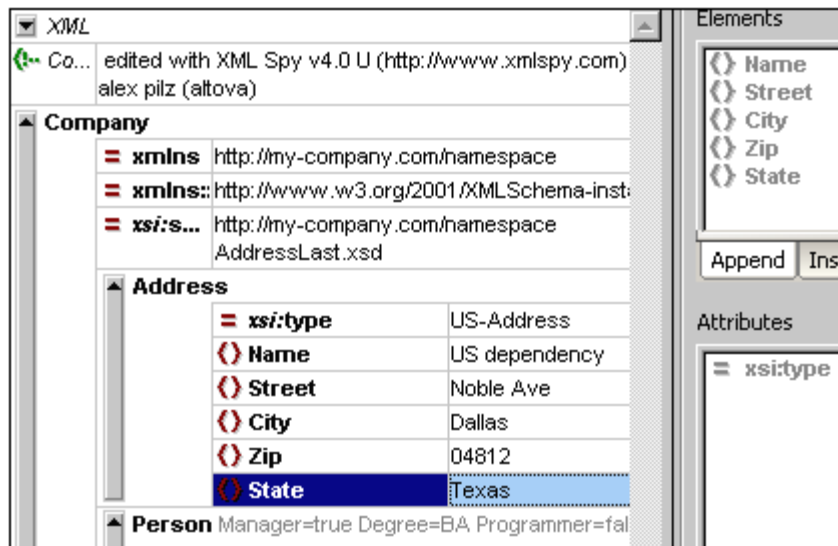 XML
Co... edited with XML Spy v4.0 U (http://www.xmlspy.com)
alex pilz (altova)
Company
= xmlns http://my-company.com/namespace
= xmlns: http://www.w3.org/2001/XMLSchema-inst
= xsi:s... http://my-company.com/namespace
AddressLast.xsd
Address
= xsi:type US-Address
Name US dependency
Street Noble Ave
City Dallas
Zip 04812
State Texas
Person Manager=true Degree=BA Programmer=fal
Elements
Name
Street
City
Zip
State
Append Ins
Attributes
= xsi:type